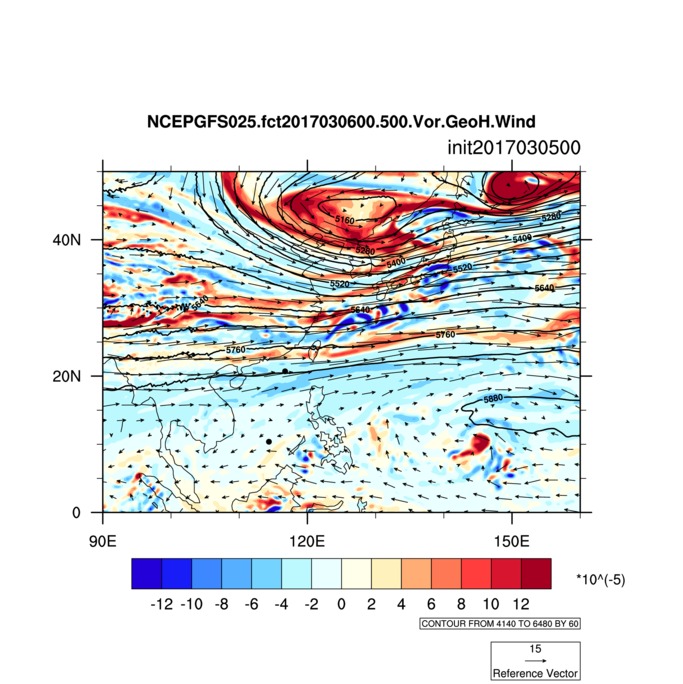 NCEPGFS025.fct2017030600.500.Vor.GeoH.Wind
init2017030500
5160
5280
5280
5400
5400
5520
5520
5640
5640
5640
5760
5760
5880
40N
20N
0
90E 120E 150E
-12 -10 -8 -6 -4 -2 0 2 4 6 8 10 12
*10^(-5)
CONTOUR FROM 4140 TO 6480 BY 60
15
Reference Vector